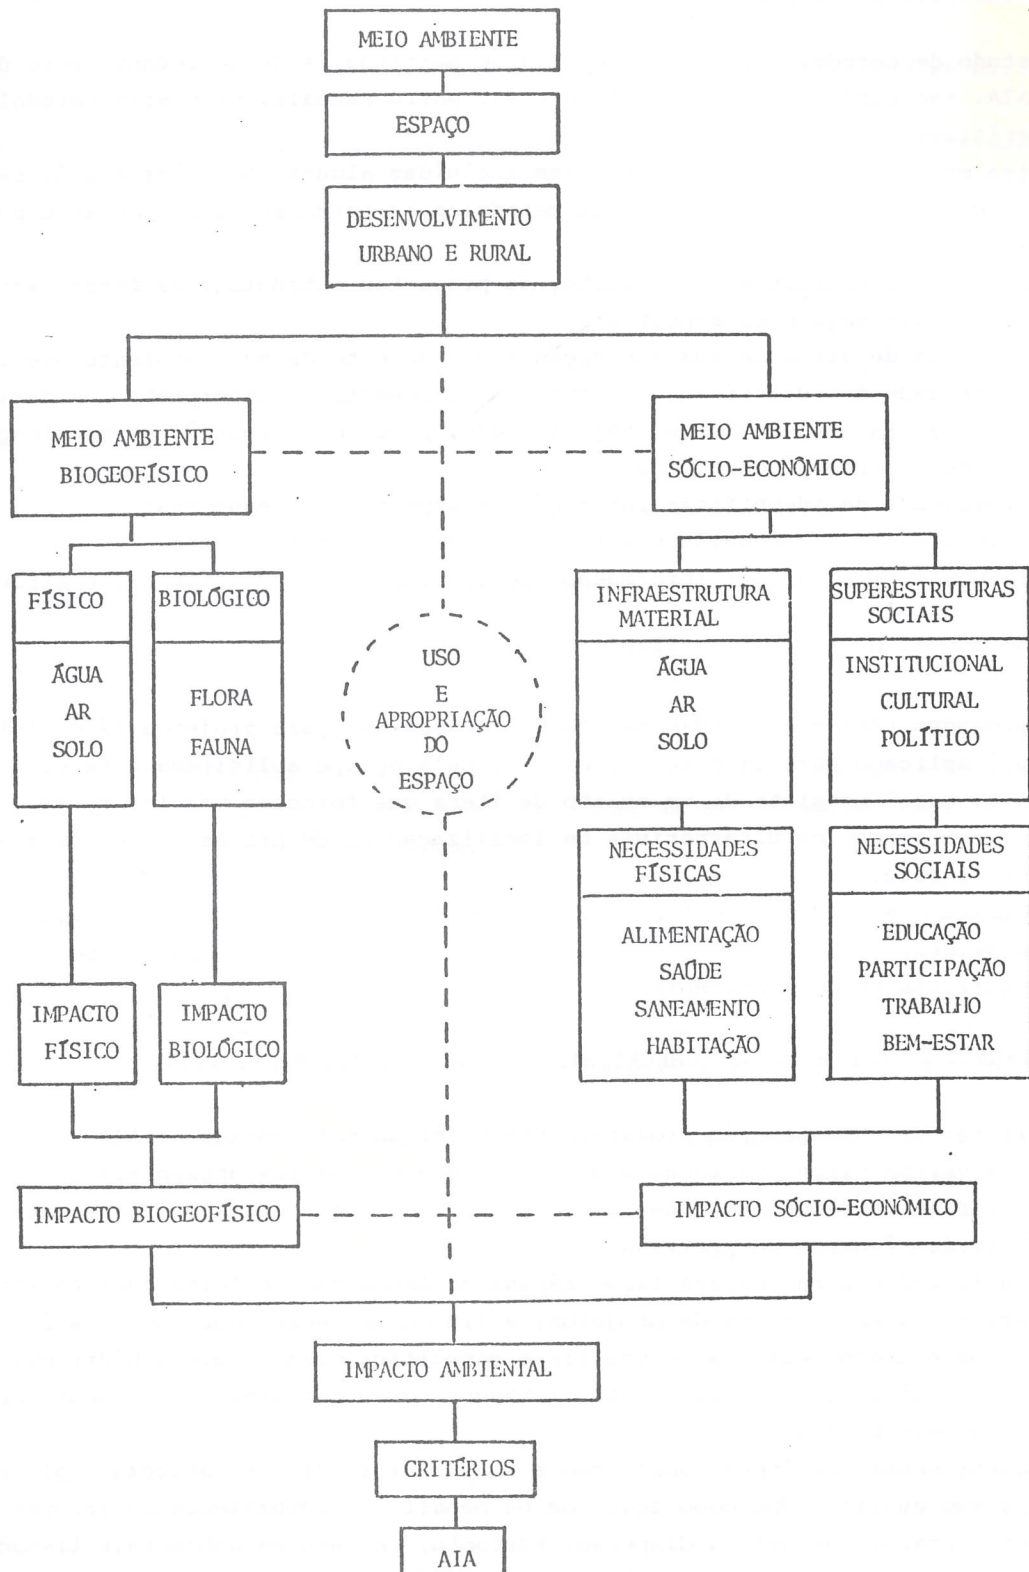 MEIO AMBIENTE
ESPAÇO
DESENVOLVIMENTO
URBANO E RURAL
MEIO AMBIENTE
BIOGEOFÍSICO
MEIO AMBIENTE
SÓCIO-ECONÔMICO
FÍSICO
ÁGUA
AR
SOLO
BIOLÓGICO
FLORA
FAUNA
USO
E
APROPRIAÇÃO
DO
ESPAÇO
INFRAESTRUTURA
MATERIAL
ÁGUA
AR
SOLO
SUPERESTRUTURAS
SOCIAIS
INSTITUCIONAL
CULTURAL
POLÍTICO
NECESSIDADES
FÍSICAS
ALIMENTAÇÃO
SAÚDE
SANEAMENTO
HABITAÇÃO
NECESSIDADES
SOCIAIS
EDUCAÇÃO
PARTICIPAÇÃO
TRABALHO
BEM-ESTAR
IMPACTO
FÍSICO
IMPACTO
BIOLÓGICO
IMPACTO BIOGEOFÍSICO
IMPACTO SÓCIO-ECONÔMICO
IMPACTO AMBIENTAL
CRITÉRIOS
AIA